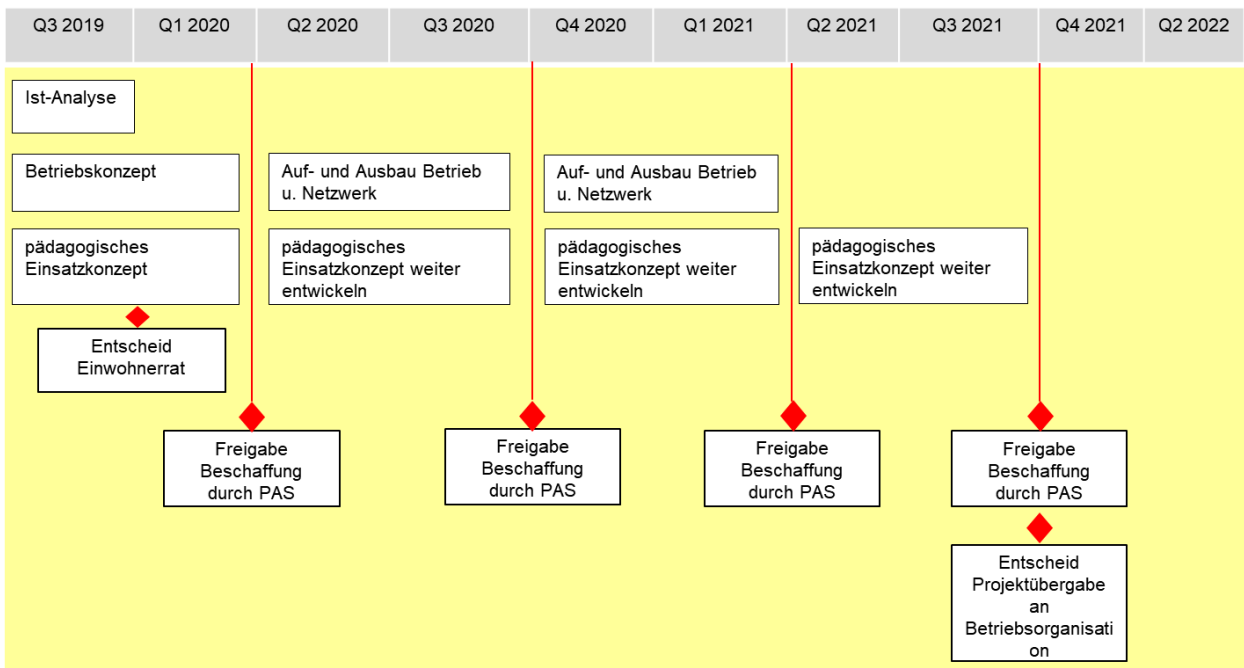 Q3 2019
Q1 2020
Q2 2020
Q3 2020
Q4 2020
Q1 2021
Q2 2021
Q3 2021
Q4 2021
Q2 2022
Ist-Analyse
Betriebskonzept
Auf- und Ausbau Betrieb
u. Netzwerk
Auf- und Ausbau Betrieb
u. Netzwerk
pädagogisches
Einsatzkonzept
pädagogisches
Einsatzkonzept weiter
entwickeln
pädagogisches
Einsatzkonzept weiter
entwickeln
pädagogisches
Einsatzkonzept weiter
entwickeln
Entscheid
Einwohnerrat
Freigabe
Beschaffung
durch PAS
Freigabe
Beschaffung
durch PAS
Freigabe
Beschaffung
durch PAS
Freigabe
Beschaffung
durch PAS
Entscheid
Projektübergabe
an
Betriebsorganisati
on